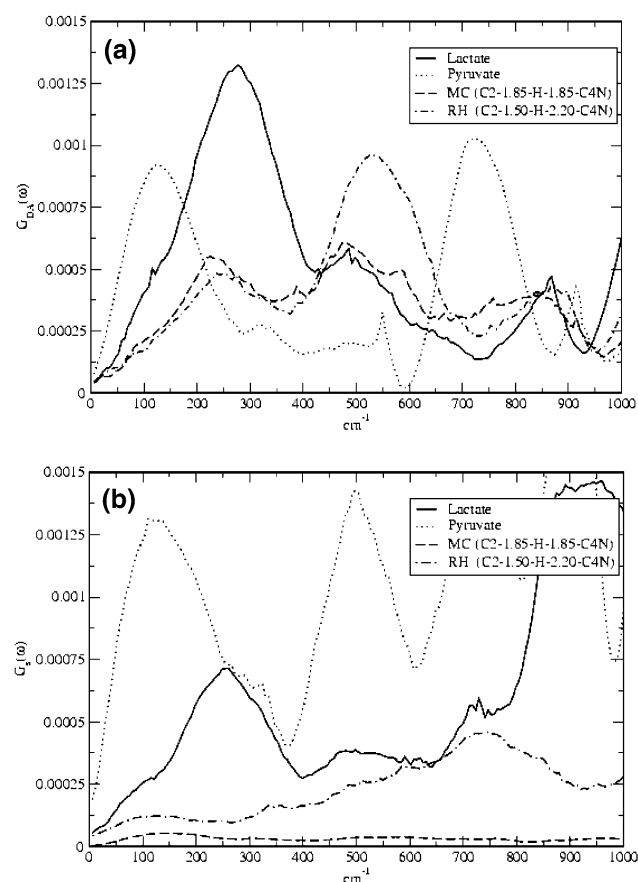 (a)
0.0015
0.00125
0.001
0.00075
0.0005
0.00025
0
G_DA(ω)
Lactate
Pyruvate
MC (C2-1.85-H-1.85-C4N)
RH (C2-1.50-H-2.20-C4N)
0 100 200 300 400 500 600 700 800 900 1000
cm-1
(b)
0.0015
0.00125
0.001
0.00075
0.0005
0.00025
0
G_s(ω)
Lactate
Pyruvate
MC (C2-1.85-H-1.85-C4N)
RH (C2-1.50-H-2.20-C4N)
0 100 200 300 400 500 600 700 800 900 1000
cm-1